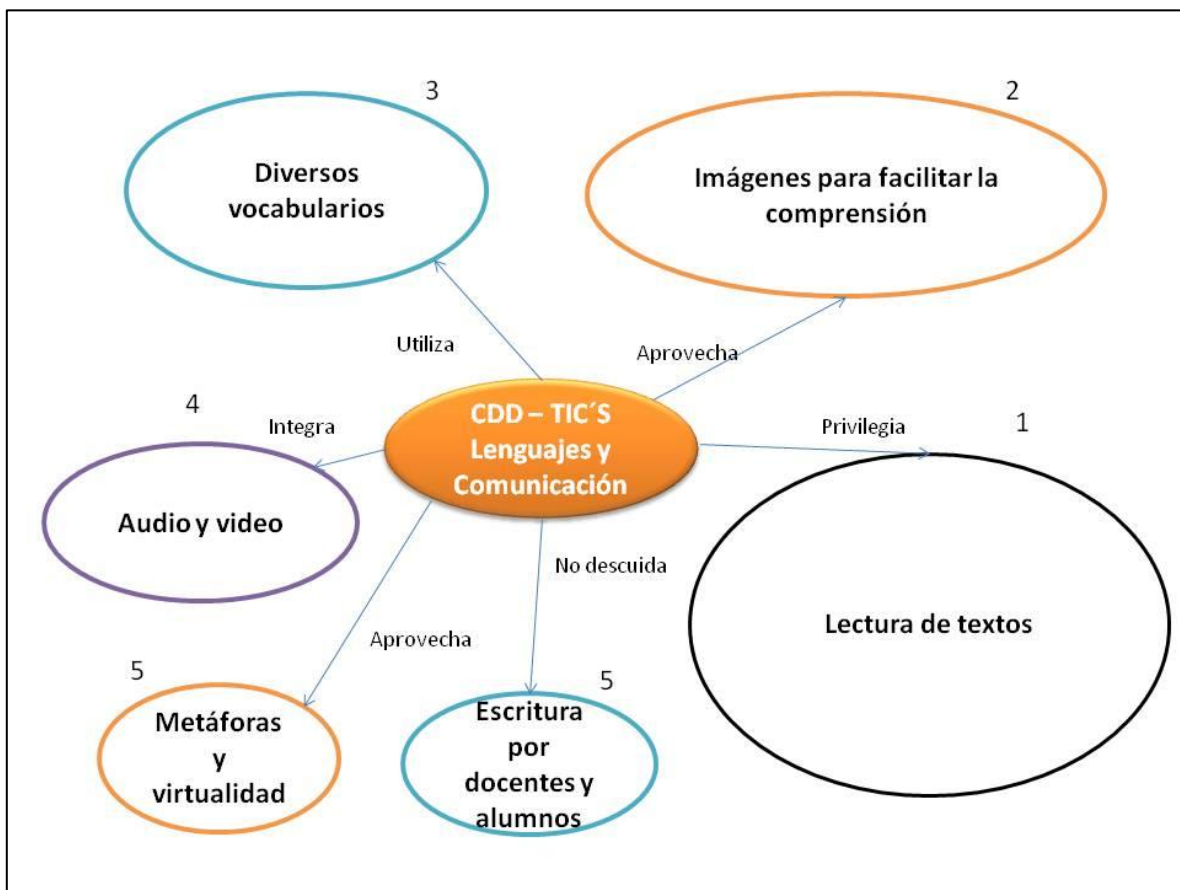 3
Diversos
vocabularios
2
Imágenes para facilitar la
comprensión
Utiliza
Aprovecha
CDD – TIC´S
Lenguajes y
Comunicación
4
Integra
Audio y video
Privilegia
1
Lectura de textos
No descuida
Aprovecha
5
Metáforas
y
virtualidad
5
Escritura
por
docentes y
alumnos